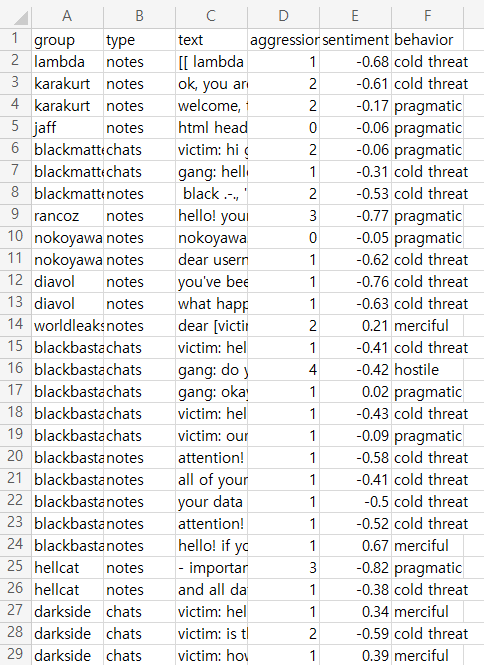 A B C D E F
1 group type text aggression sentiment behavior
2 lambda notes [[ lambda 1 -0.68 cold threat
3 karakurt notes ok, you are 2 -0.61 cold threat
4 karakurt notes welcome, 2 -0.17 pragmatic
5 jaff notes html head 0 -0.06 pragmatic
6 blackmatte chats victim: hi g 2 -0.06 pragmatic
7 blackmatte chats gang: hell 1 -0.31 cold threat
8 blackmatte notes black .-., ' 2 -0.53 cold threat
9 rancoz notes hello! your 3 -0.77 pragmatic
10 nokoyawa notes nokoyawa 0 -0.05 pragmatic
11 nokoyawa notes dear usern 1 -0.62 cold threat
12 diavol notes you've bee 1 -0.76 cold threat
13 diavol notes what happ 1 -0.63 cold threat
14 worldleaks notes dear [victi 2 0.21 merciful
15 blackbasta chats victim: hel 1 -0.41 cold threat
16 blackbasta chats gang: do y 4 -0.42 hostile
17 blackbasta chats gang: okay 1 0.02 pragmatic
18 blackbasta chats victim: hel 1 -0.43 cold threat
19 blackbasta chats victim: our 1 -0.09 pragmatic
20 blackbasta notes attention! 1 -0.58 cold threat
21 blackbasta notes all of your 1 -0.41 cold threat
22 blackbasta notes your data 1 -0.5 cold threat
23 blackbasta notes attention! 1 -0.52 cold threat
24 blackbasta notes hello! if yo 1 0.67 merciful
25 hellcat notes - importan 3 -0.82 pragmatic
26 hellcat notes and all da 1 -0.38 cold threat
27 darkside chats victim: hel 1 0.34 merciful
28 darkside chats victim: is t 2 -0.59 cold threat
29 darkside chats victim: hov 1 0.39 merciful